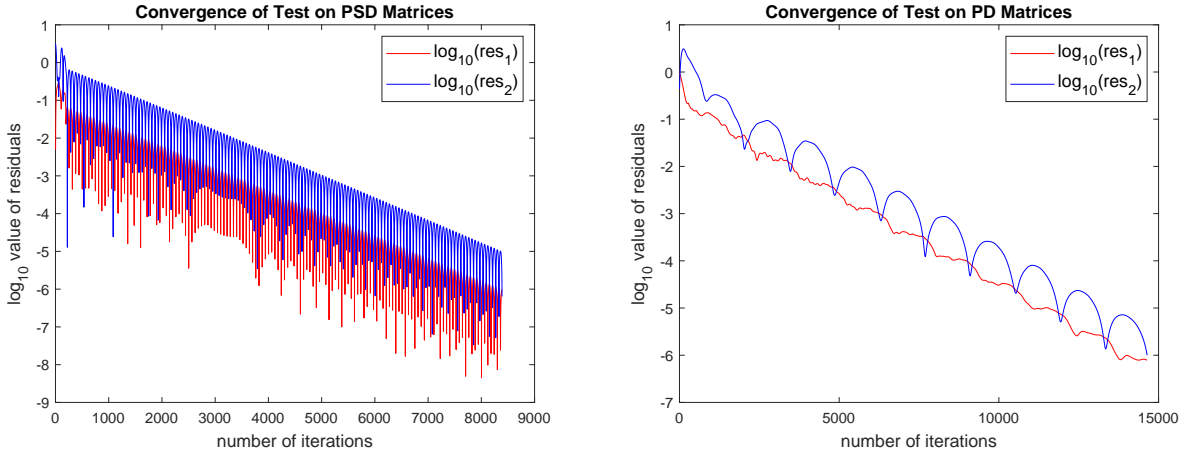 Convergence of Test on PSD Matrices
log₁₀ value of residuals
1
0
-1
-2
-3
-4
-5
-6
-7
-8
-9
0 1000 2000 3000 4000 5000 6000 7000 8000 9000
number of iterations
log₁₀(res₁)
log₁₀(res₂)
Convergence of Test on PD Matrices
log₁₀ value of residuals
1
0
-1
-2
-3
-4
-5
-6
-7
0 5000 10000 15000
number of iterations
log₁₀(res₁)
log₁₀(res₂)